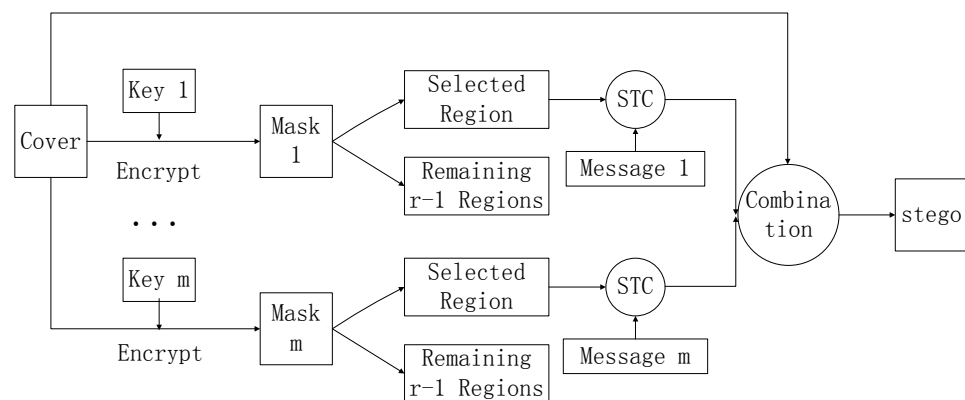 Key 1
Cover
Encrypt
Mask
1
Selected
Region
Remaining
r-1 Regions
STC
Message 1
...
Key m
Encrypt
Mask
m
Selected
Region
Remaining
r-1 Regions
STC
Message m
Combina
tion
stego